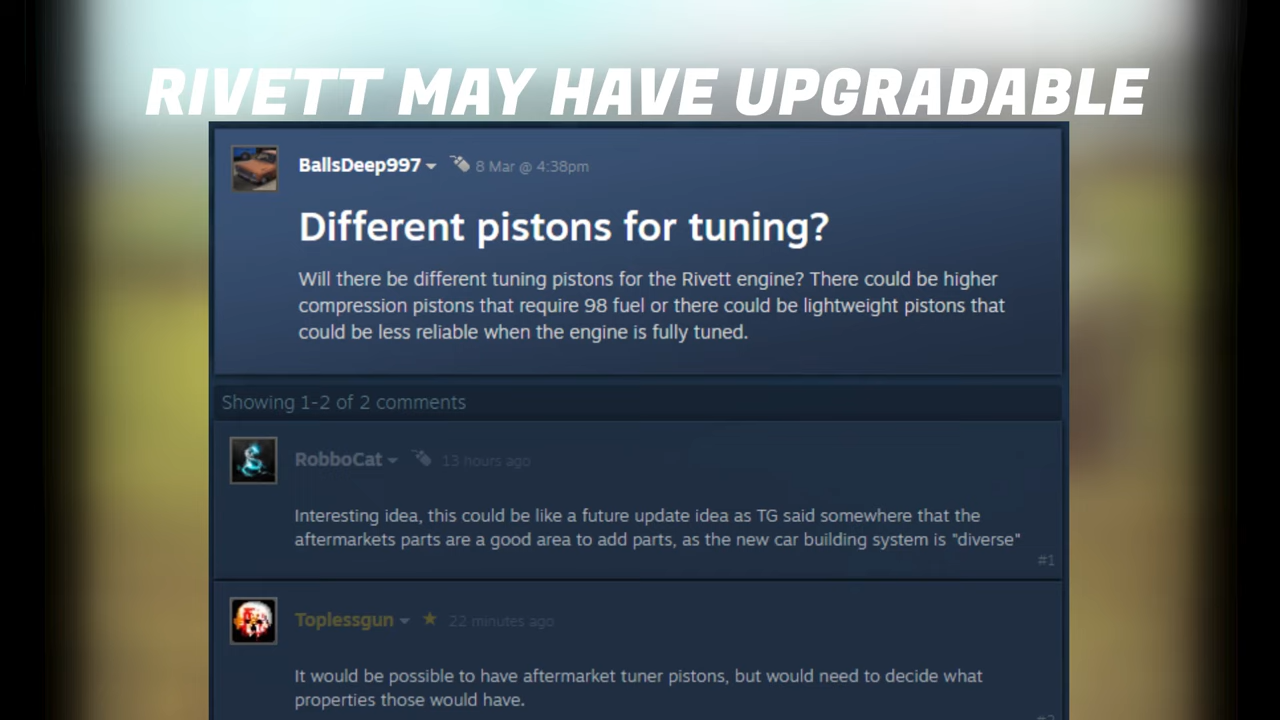 RIVETT MAY HAVE UPGRADABLE
BallsDeep997 8 Mar @ 4:38pm
Different pistons for tuning?
Will there be different tuning pistons for the Rivett engine? There could be higher
compression pistons that require 98 fuel or there could be lightweight pistons that
could be less reliable when the engine is fully tuned.
Showing 1-2 of 2 comments
RobboCat 13 hours ago
Interesting idea, this could be like a future update idea as TG said somewhere that the
aftermarkets parts are a good area to add parts, as the new car building system is "diverse"
#1
Toplessgun 22 minutes ago
It would be possible to have aftermarket tuner pistons, but would need to decide what
properties those would have.